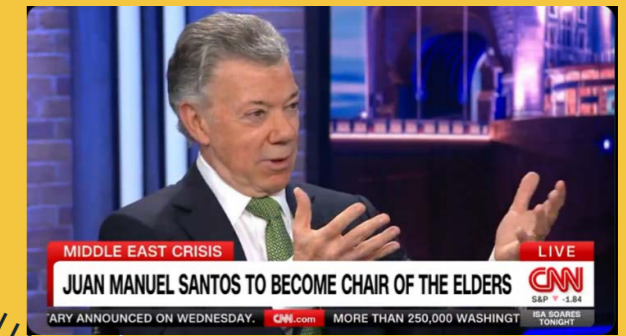 MIDDLE EAST CRISIS
LIVE
JUAN MANUEL SANTOS TO BECOME CHAIR OF THE ELDERS
CNN
S&P ▼ -1.84
ARY ANNOUNCED ON WEDNESDAY. CNN.com MORE THAN 250,000 WASHINGT
ISA SOARES
TONIGHT